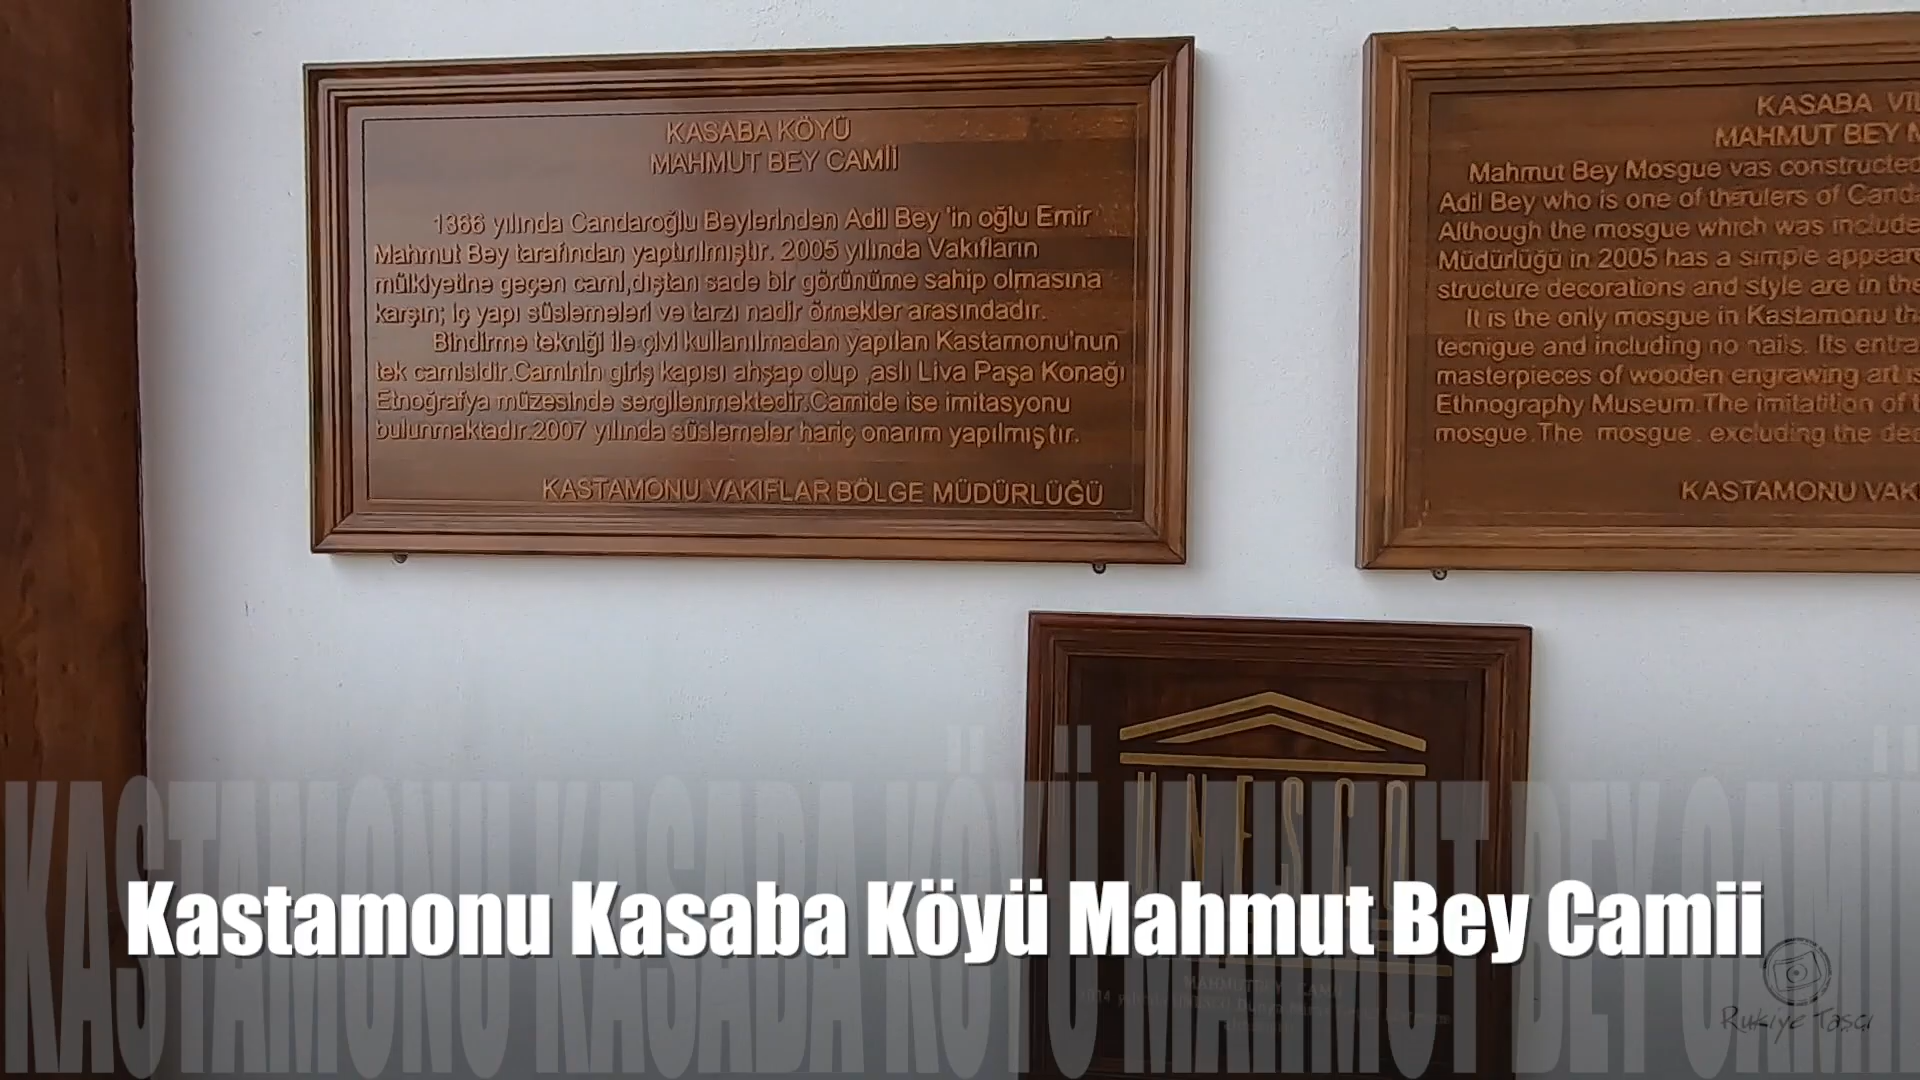 KASABA KÖYÜ
MAHMUT BEY CAMİİ
1366 yılında Candaroğlu Beylerinden Adil Bey 'in oğlu Emir
Mahmut Bey tarafından yaptırılmıştır. 2005 yılında Vakıfların
mülkiyetine geçen cami,dıştan sade bir görünüme sahip olmasına
karşın; iç yapı süslemeleri ve tarzı nadir örnekler arasındadır.
Bindirme tekniği ile çivi kullanılmadan yapılan Kastamonu'nun
tek camisidir.Caminin giriş kapısı ahşap olup ,aslı Liva Paşa Konağı
Etnoğrafya müzesinde sergilenmektedir.Camide ise imitasyonu
bulunmaktadır.2007 yılında süslemeler hariç onarım yapılmıştır.
KASTAMONU VAKIFLAR BÖLGE MÜDÜRLÜĞÜ
KASABA
MAHMUT BEY
Mahmut Bey Mosgue vas constructed
Adil Bey who is one of therulers of
Although the mosgue which was
Müdürlüğü in 2005 has a simple
structure decorations and style are in
It is the only mosgue in Kastamonu
tecnigue and including no nails. Its
masterpieces of wooden engrawing art
Ethnography Museum.The imitatition of
mosgue.The mosgue, excluding the
KASTAMONU
UNESCO
MAHMUTBEY CAMİİ
KASTAMONU KASABA KÖYÜ MAHMUT BEY CAMİİ
Kastamonu Kasaba Köyü Mahmut Bey Camii
Rukiye Taşçı